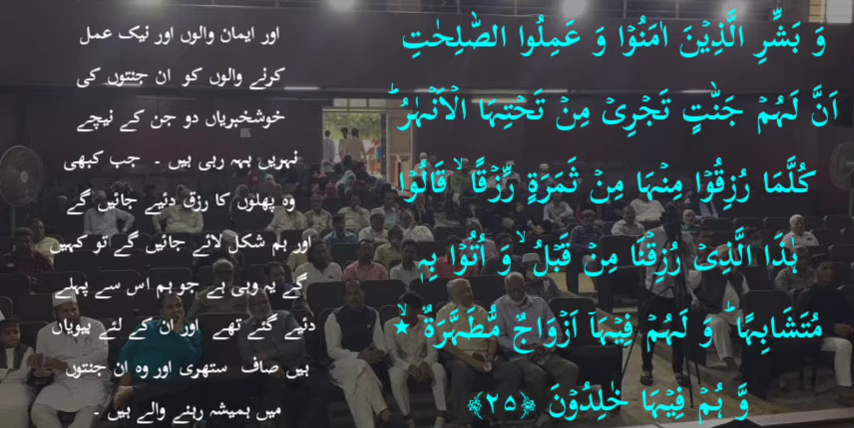 وَ بَشِّرِ الَّذِیۡنَ اٰمَنُوۡا وَ عَمِلُوا الصّٰلِحٰتِ
اَنَّ لَہُمۡ جَنّٰتٍ تَجۡرِیۡ مِنۡ تَحۡتِہَا الۡاَنۡہٰرُ ؕ
کُلَّمَا رُزِقُوۡا مِنۡہَا مِنۡ ثَمَرَۃٍ رِّزۡقًا ۙ قَالُوۡا
ہٰذَا الَّذِیۡ رُزِقۡنَا مِنۡ قَبۡلُ ۙ وَ اُتُوۡا بِہٖ
مُتَشَابِہًا ؕ وَ لَہُمۡ فِیۡہَاۤ اَزۡوَاجٌ مُّطَہَّرَۃٌ ٭ۙ
وَّ ہُمۡ فِیۡہَا خٰلِدُوۡنَ ﴿۲۵﴾
اور ایمان والوں اور نیک عمل
کرنے والوں کو ان جنتوں کی
خوشخبریاں دو جن کے نیچے
نہریں بہہ رہی ہیں ۔ جب کبھی
وہ پھلوں کا رزق دئیے جائیں گے
اور ہم شکل لائے جائیں گے تو کہیں
گے یہ وہی ہے جو ہم اس سے پہلے
دئیے گئے تھے اور ان کے لئے بیویاں
ہیں صاف ستھری اور وہ ان جنتوں
میں ہمیشہ رہنے والے ہیں ۔